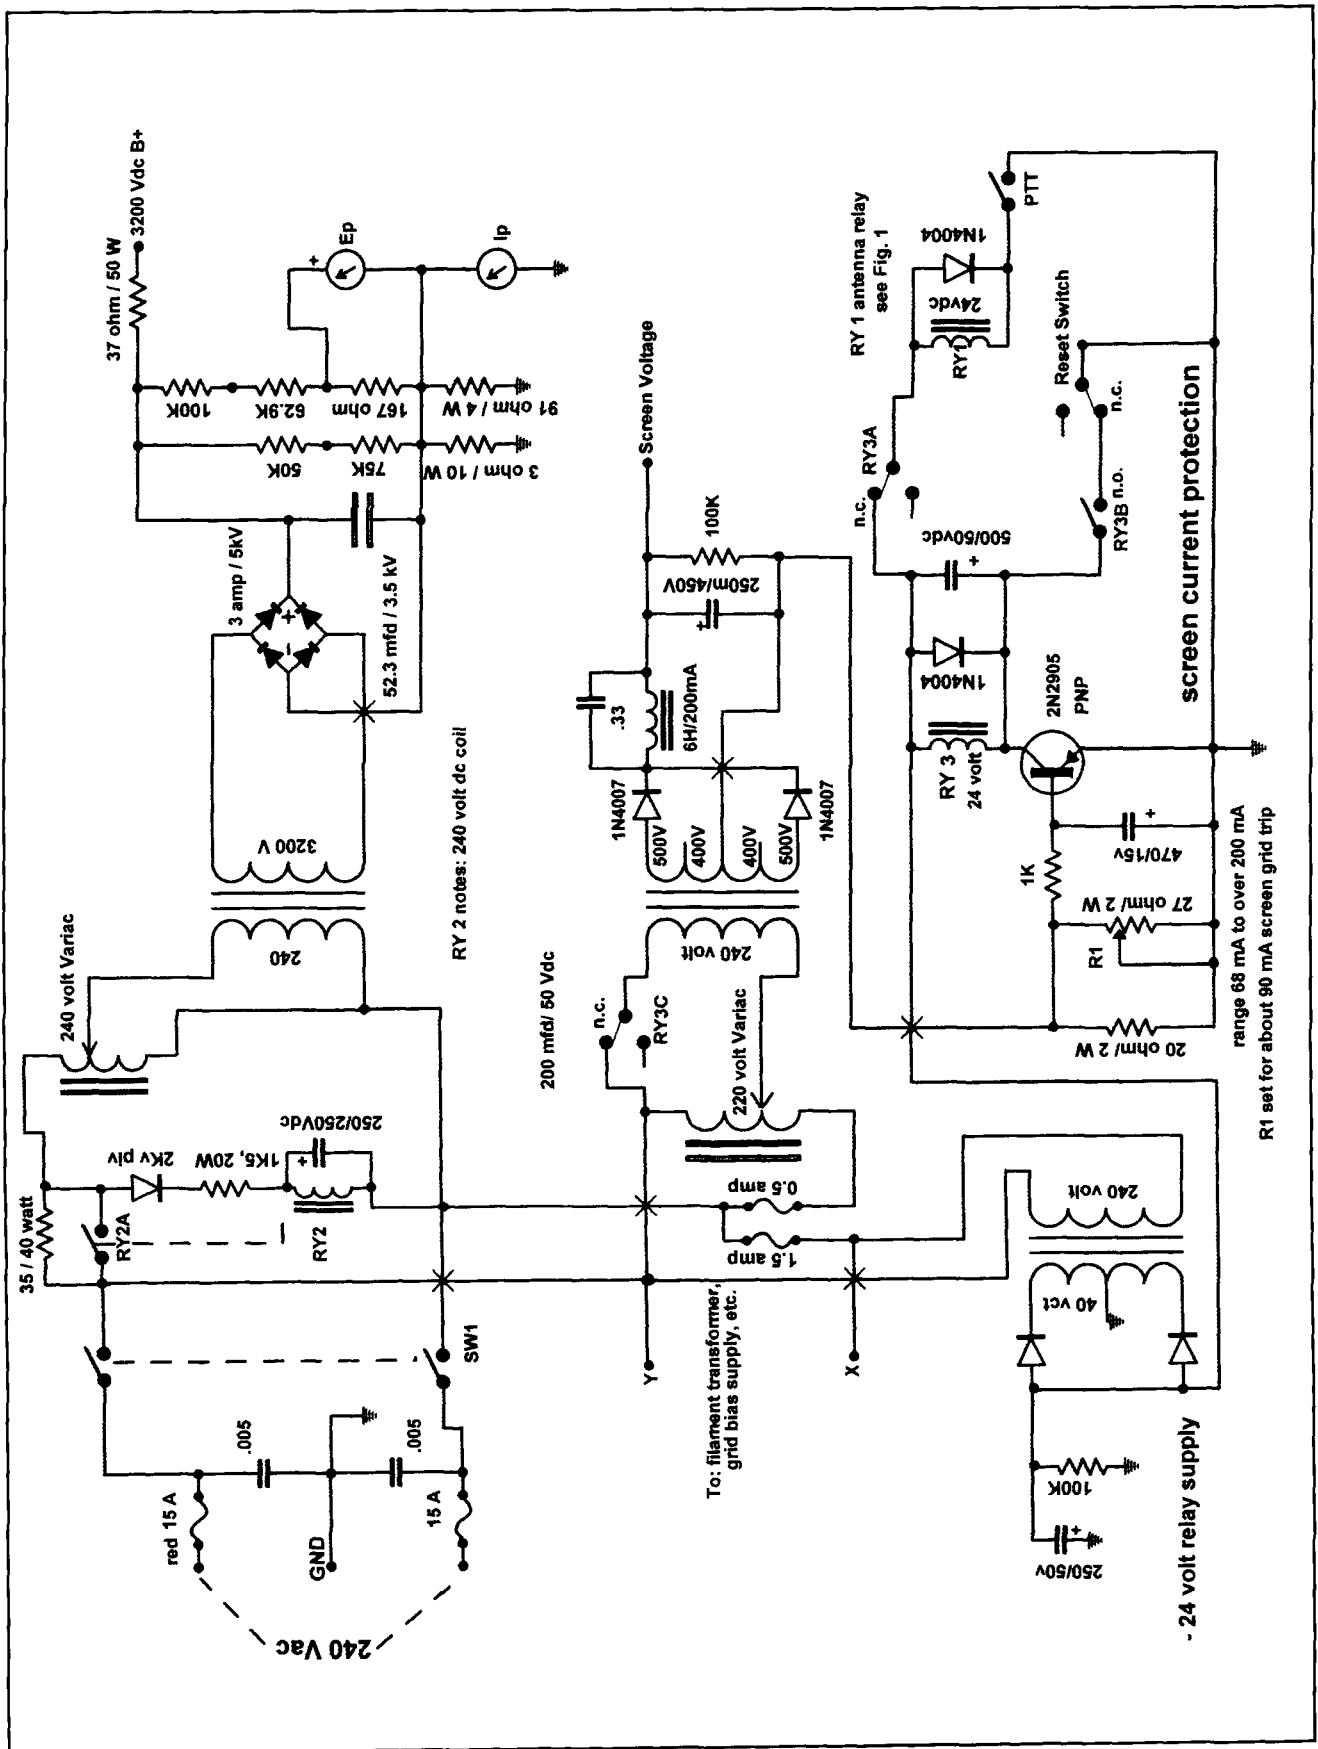 240 Vac
red 15 A
GND
15 A
.005
.005
SW1
35 / 40 watt
RY2A
2Kv piv
1K5, 20W
RY2
250/250Vdc
240 volt Variac
240
3200 V
RY 2 notes: 240 volt dc coil
3 amp / 5kV
+
-
52.3 mfd / 3.5 kV
37 ohm / 50 W
3200 Vdc B+
100K
62.9K
167 ohm
91 ohm / 4 W
50K
75K
3 ohm / 10 W
+
Ep
Ip
Y
X
To: filament transformer,
grid bias supply, etc.
1.5 amp
0.5 amp
220 volt Variac
200 mfd/ 50 Vdc
n.c.
RY3C
240 volt
500V
400V
400V
500V
1N4007
1N4007
.33
6H/200mA
+
250m/450V
100K
Screen Voltage
- 24 volt relay supply
250/50v
+
100K
40 vct
240 volt
20 ohm/ 2 W
R1
27 ohm/ 2 W
1K
470/15v
+
range 68 mA to over 200 mA
R1 set for about 90 mA screen grid trip
RY 3
24 volt
2N2905
PNP
1N4004
500/50vdc
+
n.c.
RY3A
RY3B
n.o.
n.c.
Reset Switch
RY1
24vdc
1N4004
RY 1 antenna relay
see Fig. 1
PTT
screen current protection